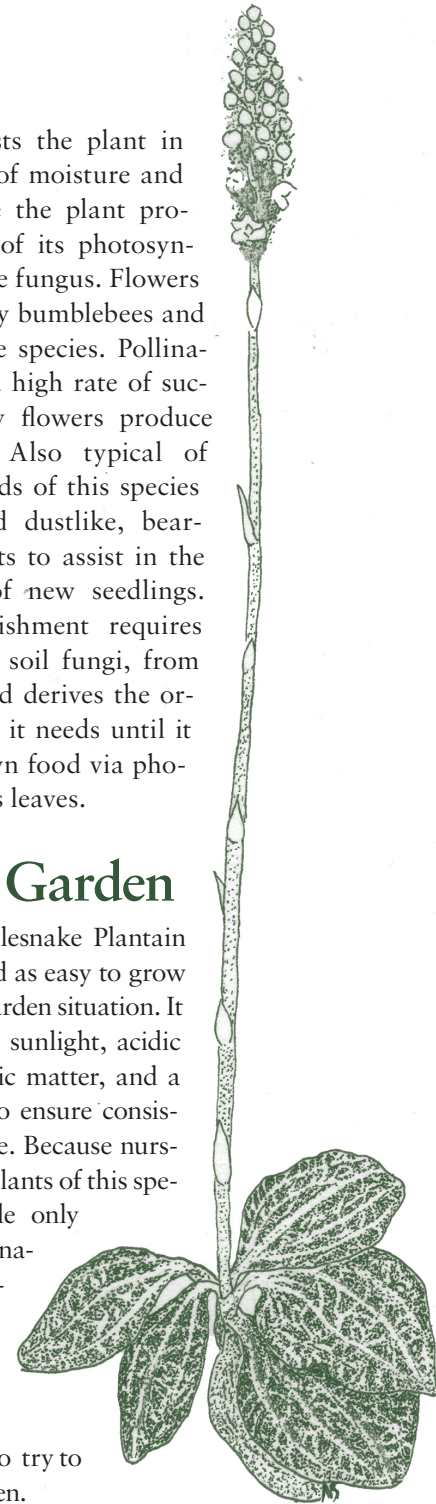 sts the plant in
of moisture and
the plant pro-
of its photosyn-
e fungus. Flowers
y bumblebees and
e species. Pollina-
high rate of suc-
y flowers produce
Also typical of
ds of this species
d dustlike, bear-
ts to assist in the
of new seedlings.
ishment requires
soil fungi, from
d derives the or-
it needs until it
wn food via pho-
s leaves.
Garden
lesnake Plantain
d as easy to grow
arden situation. It
sunlight, acidic
ic matter, and a
o ensure consis-
e. Because nurs-
plants of this spe-
le only
na-
-
o try to
en.